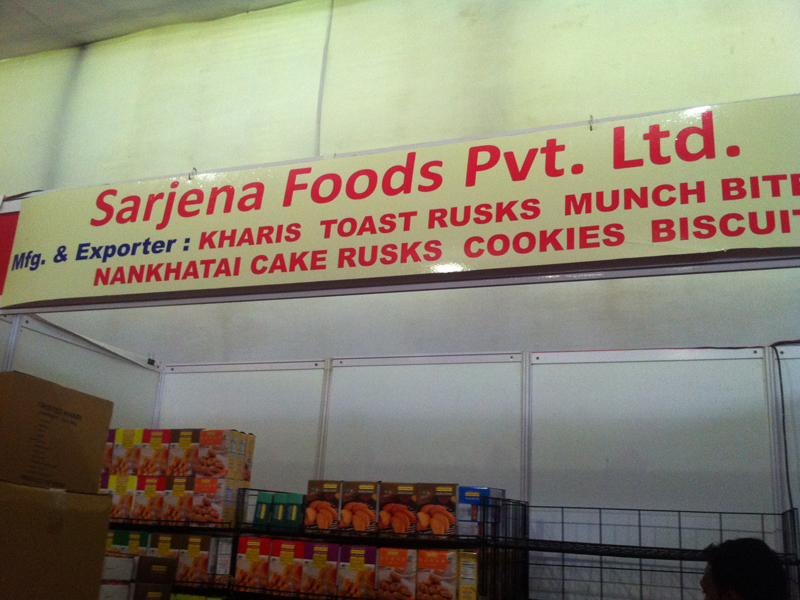 Sarjena Foods Pvt. Ltd.
Mfg. & Exporter : KHARIS TOAST RUSKS MUNCH BITE
NANKHATAI CAKE RUSKS COOKIES BISCUIT